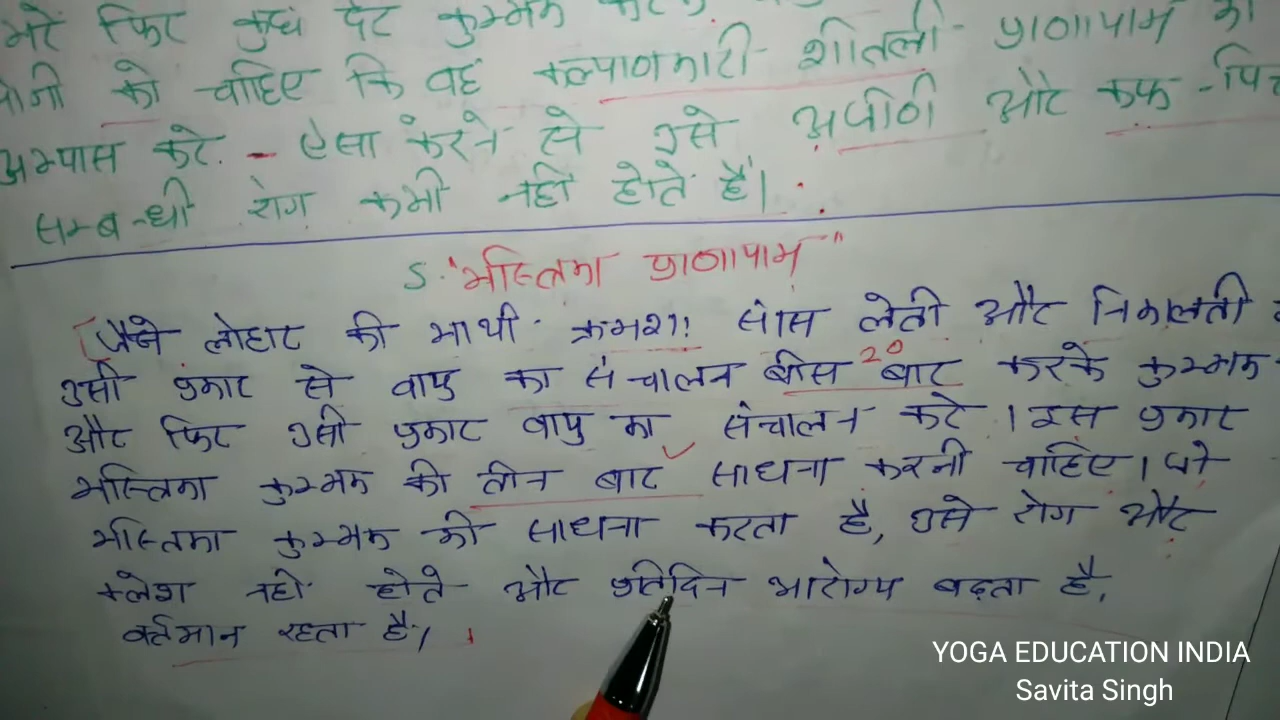 फिर कुछ देर कुम्भक
को चाहिए कि वह कल्याणकारी शीतली प्राणायाम का
अभ्यास करे. - ऐसा करने से उसे अजीर्ण और कफ - पित्त
सम्बन्धी रोग कभी नहीं होते हैं।
5. "भस्त्रिका प्राणायाम"
जैसे लोहार की भाथी क्रमशः सांस लेती और निकालती
उसी प्रकार से वायु का संचालन बीस 20 बार करके कुम्भक
और फिर उसी प्रकार वायु का संचालन करे । इस प्रकार
भस्त्रिका कुम्भक की तीन बार साधना करनी चाहिए । जो
भस्त्रिका कुम्भक की साधना करता है, उसे रोग और
क्लेश नही होते और प्रतिदिन आरोग्य बढ़ता है,
वर्तमान रहता है।
YOGA EDUCATION INDIA
Savita Singh